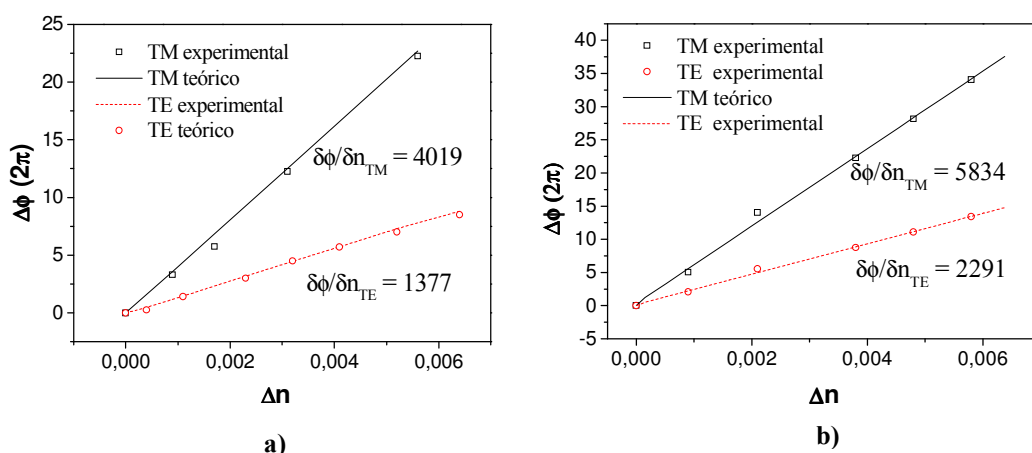 25
20
15
10
5
0
Δϕ (2π)
TM experimental
TM teórico
TE experimental
TE teórico
δϕ/δn_TM = 4019
δϕ/δn_TE = 1377
0,000 0,002 0,004 0,006
Δn
a)
40
35
30
25
20
15
10
5
0
-5
Δϕ (2π)
TM experimental
TE experimental
TM teórico
TE experimental
δϕ/δn_TM = 5834
δϕ/δn_TE = 2291
0,000 0,002 0,004 0,006
Δn
b)